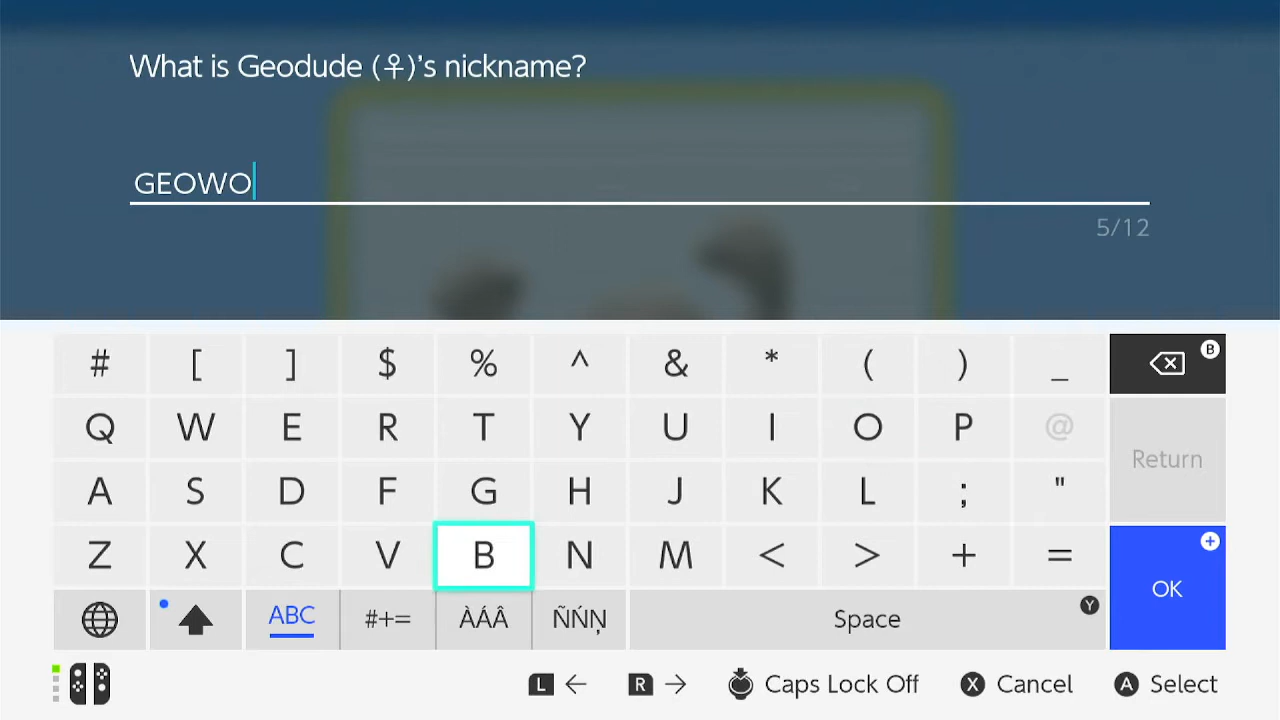 What is Geodude (♀)'s nickname?
GEOWO
5/12
# [ ] $ % ^ & * ( ) _ B
Q W E R T Y U I O P @ Return
A S D F G H J K L ; "
Z X C V B N M < > + = + OK
ABC #+= ÀÁÂ ÑŃŅ Space Y
L ← R → Caps Lock Off X Cancel A Select